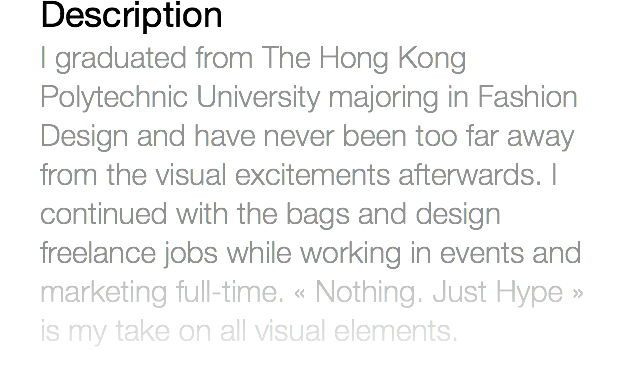 Description
I graduated from The Hong Kong
Polytechnic University majoring in Fashion
Design and have never been too far away
from the visual excitements afterwards. I
continued with the bags and design
freelance jobs while working in events and
marketing full-time. « Nothing. Just Hype »
is my take on all visual elements.